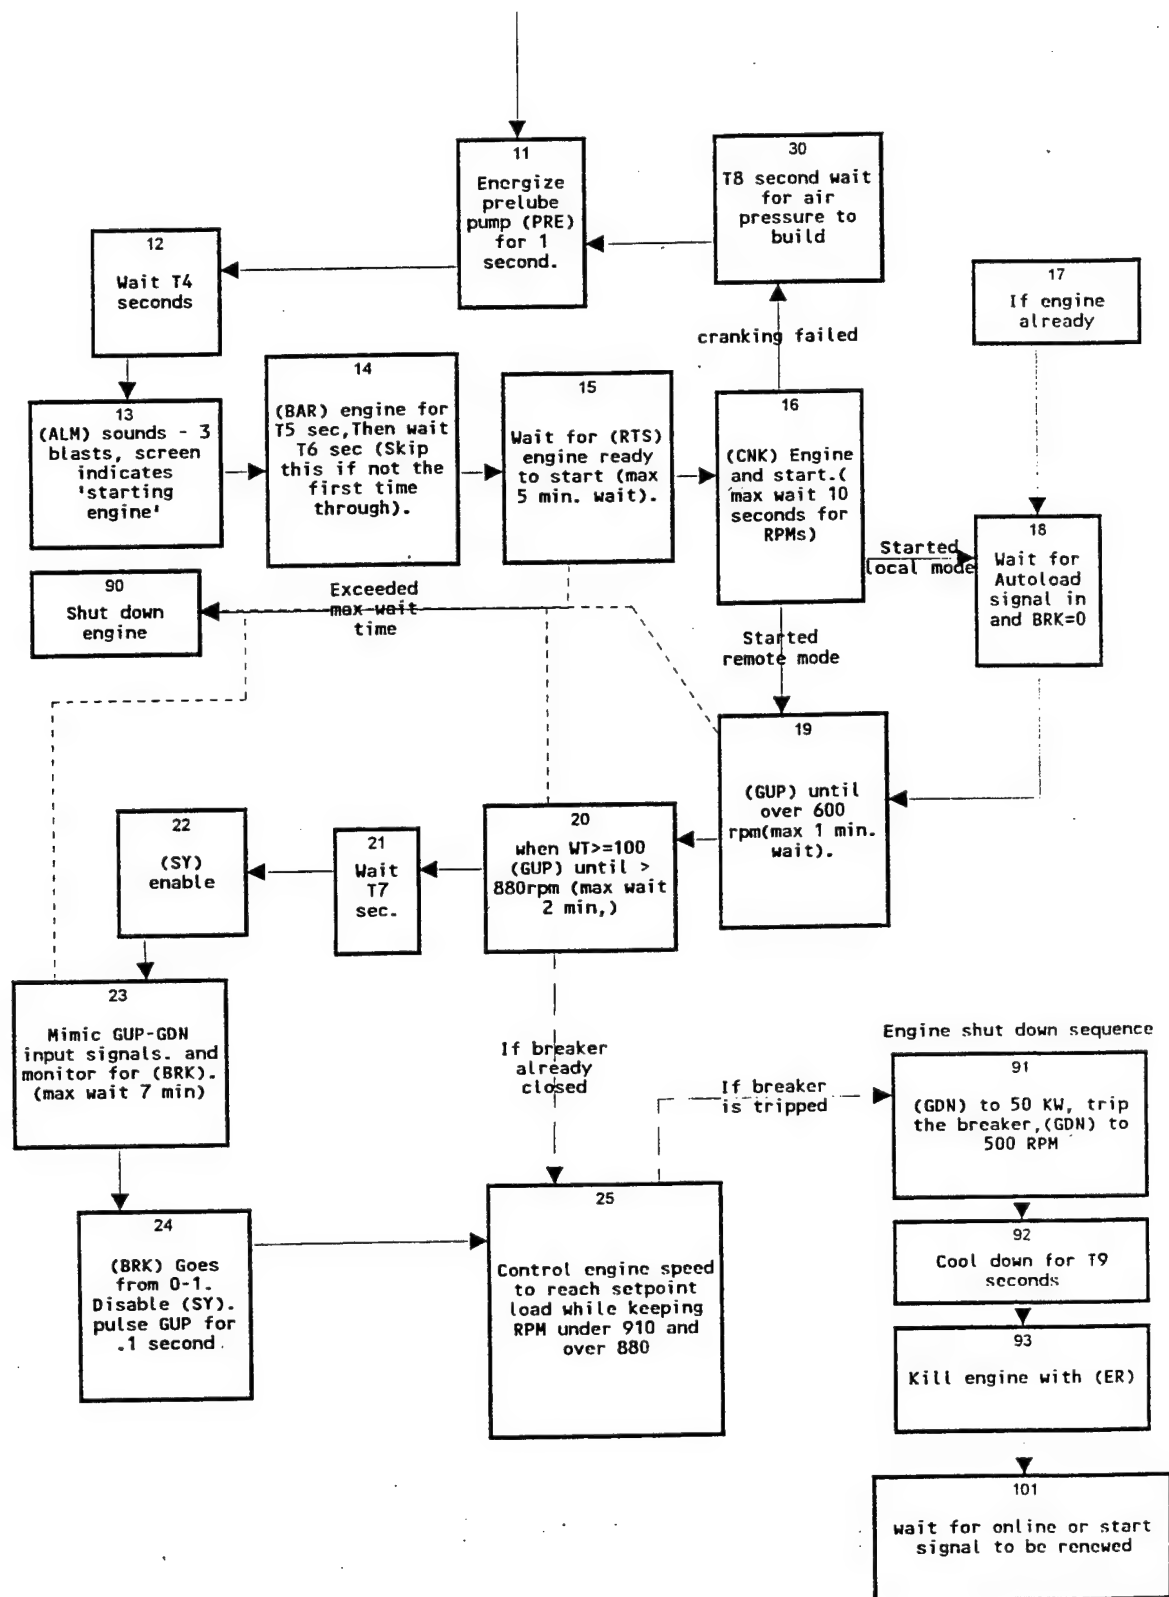 11
Energize
prelube
pump (PRE)
for 1
second.
30
T8 second wait
for air
pressure to
build
12
Wait T4
seconds
17
If engine
already
cranking failed
13
(ALM) sounds - 3
blasts, screen
indicates
'starting
engine'
14
(BAR) engine for
T5 sec,Then wait
T6 sec (Skip
this if not the
first time
through).
15
Wait for (RTS)
engine ready
to start (max
5 min. wait).
16
(CNK) Engine
and start.(
max wait 10
seconds for
RPMs)
Started
local mode
18
Wait for
Autoload
signal in
and BRK=0
90
Shut down
engine
Exceeded
max wait
time
Started
remote mode
19
(GUP) until
over 600
rpm(max 1 min.
wait).
20
when WT>=100
(GUP) until >
880rpm (max wait
2 min,)
21
Wait
T7
sec.
22
(SY)
enable
23
Mimic GUP-GDN
input signals. and
monitor for (BRK).
(max wait 7 min)
If breaker
already
closed
If breaker
is tripped
Engine shut down sequence
91
(GDN) to 50 KW, trip
the breaker,(GDN) to
500 RPM
24
(BRK) Goes
from 0-1.
Disable (SY).
pulse GUP for
.1 second.
25
Control engine speed
to reach setpoint
load while keeping
RPM under 910 and
over 880
92
Cool down for T9
seconds
93
Kill engine with (ER)
101
wait for online or start
signal to be renewed